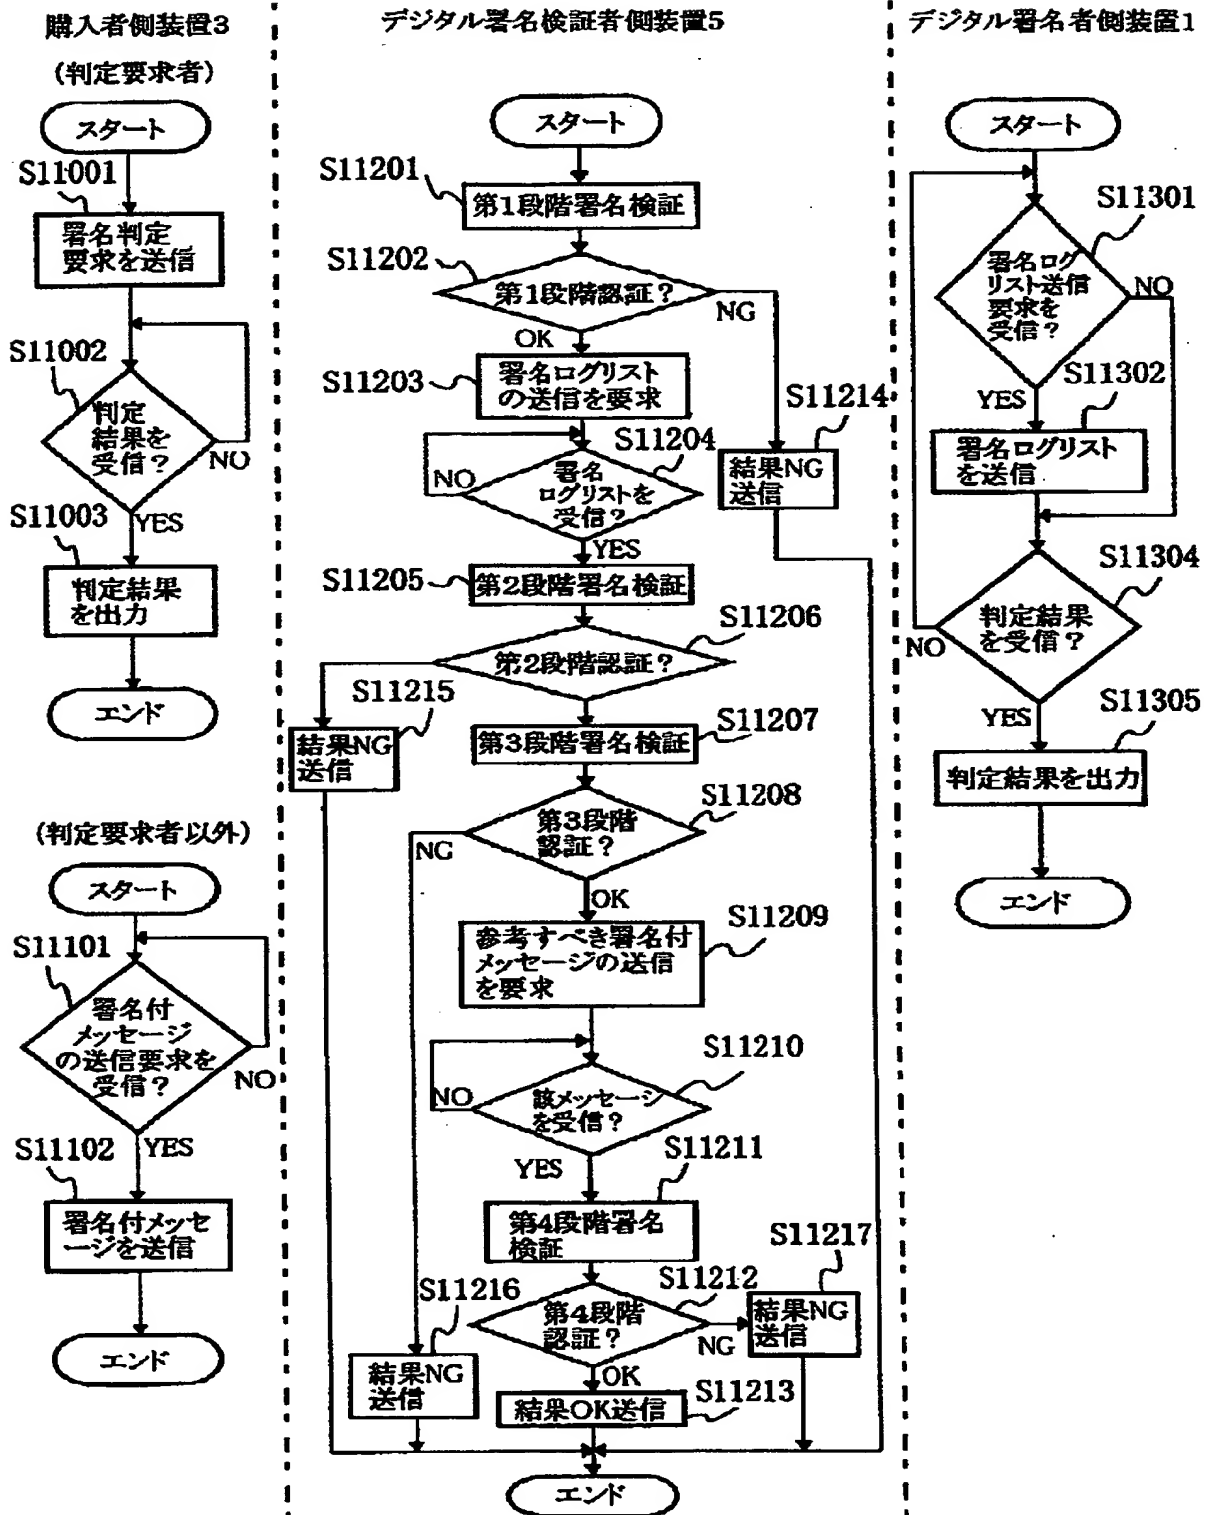 購入者側装置3
(判定要求者)
スタート
S11001
署名判定
要求を送信
S11002
判定
結果を
受信?
NO
YES
S11003
判定結果
を出力
エンド
(判定要求者以外)
スタート
S11101
署名付
メッセージ
の送信要求を
受信?
NO
YES
S11102
署名付メッセ
ージを送信
エンド
デジタル署名検証者側装置5
スタート
S11201
第1段階署名検証
S11202
第1段階認証?
NG
OK
S11203
署名ログリスト
の送信を要求
S11214
結果NG
送信
S11204
署名
ログリストを
受信?
NO
YES
S11205
第2段階署名検証
S11206
第2段階認証?
S11215
結果NG
送信
S11207
第3段階署名検証
S11208
第3段階
認証?
NG
OK
S11209
参考すべき署名付
メッセージの送信
を要求
S11210
該メッセージ
を受信?
NO
YES
S11211
第4段階署名
検証
S11212
第4段階
認証?
NG
S11217
結果NG
送信
S11216
結果NG
送信
OK
S11213
結果OK送信
エンド
デジタル署名者側装置1
スタート
S11301
署名ログ
リスト送信
要求を
受信?
NO
YES
S11302
署名ログリスト
を送信
S11304
判定結果
を受信?
NO
YES
S11305
判定結果を出力
エンド